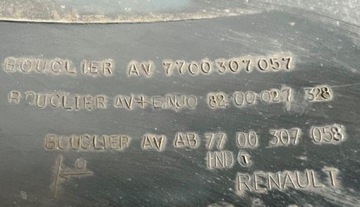 BOUCLIER AV 7700307057
BOUCLIER AV+ENJO 82 00 027 328
BOUCLIER AV AB 77 00 307 058
IND
RENAULT